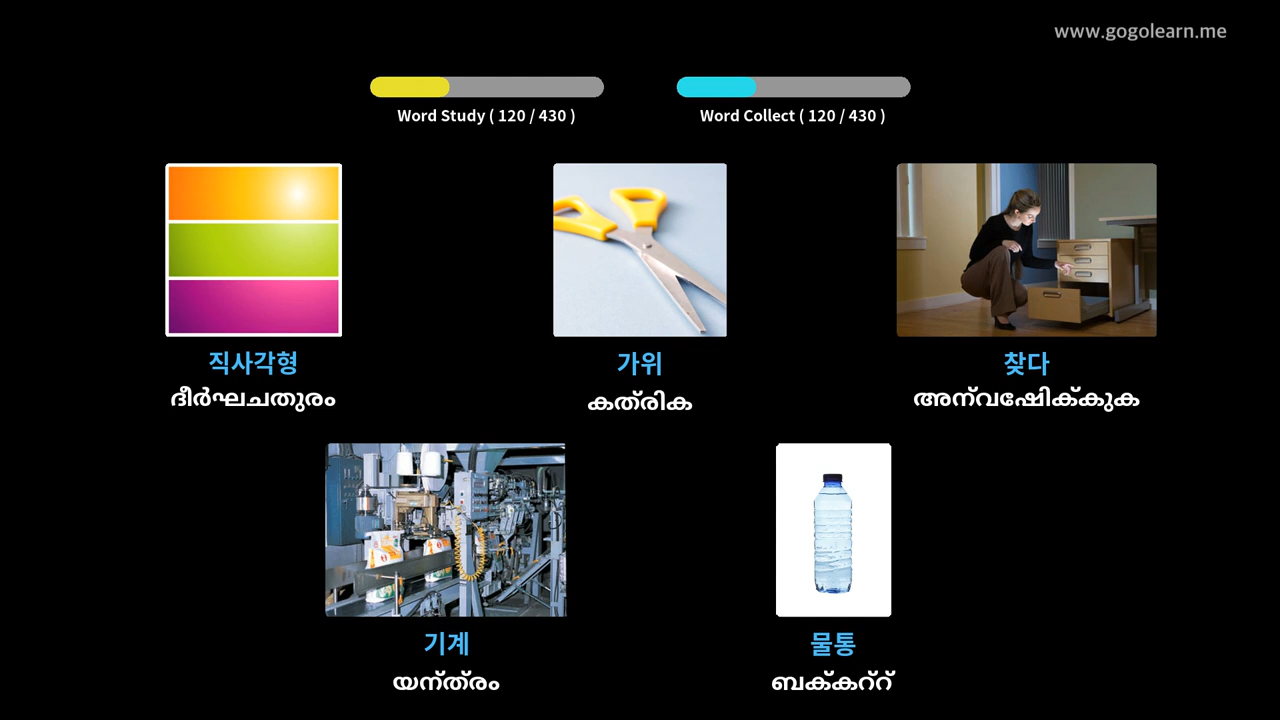 www.gogolearn.me
Word Study ( 120 / 430 )
Word Collect ( 120 / 430 )
직사각형
ദീർഘചതുരം
가위
കത്രിക
찾다
അന്വഷിക്കുക
기계
യന്ത്രം
물통
ബക്കറ്റ്